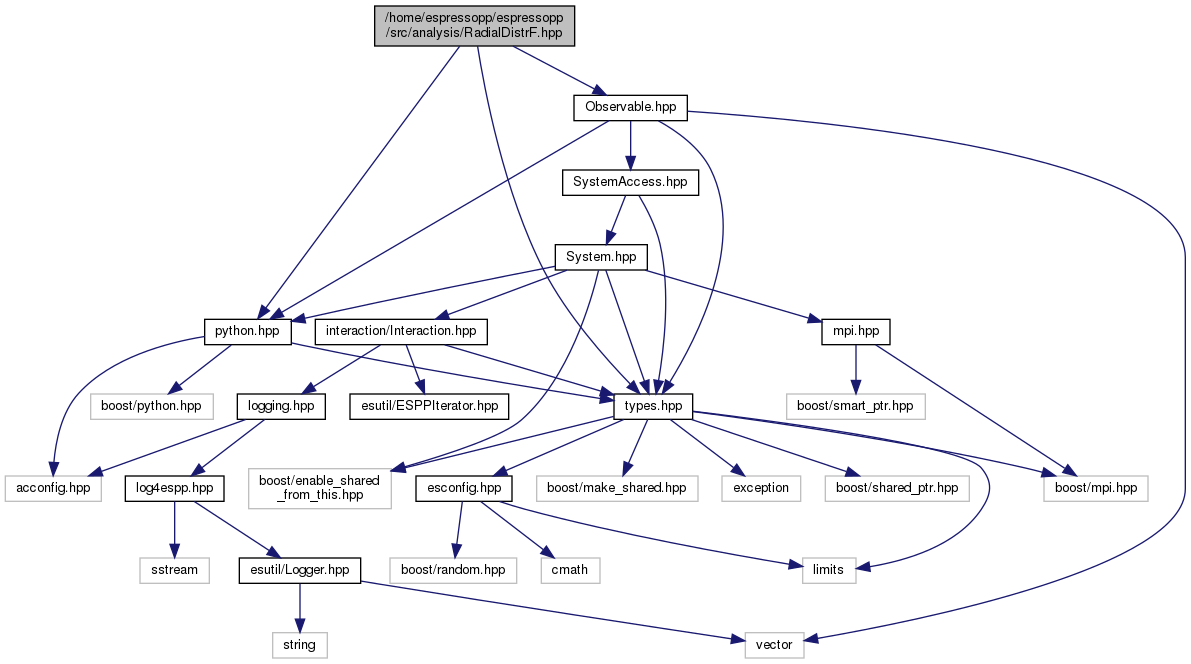 /home/espressopp/espressopp
/src/analysis/RadialDistrF.hpp
Observable.hpp
SystemAccess.hpp
System.hpp
python.hpp
interaction/Interaction.hpp
mpi.hpp
boost/python.hpp
logging.hpp
esutil/ESPPIterator.hpp
types.hpp
boost/smart_ptr.hpp
acconfig.hpp
log4espp.hpp
boost/enable_shared
_from_this.hpp
esconfig.hpp
boost/make_shared.hpp
exception
boost/shared_ptr.hpp
boost/mpi.hpp
sstream
esutil/Logger.hpp
boost/random.hpp
cmath
limits
string
vector